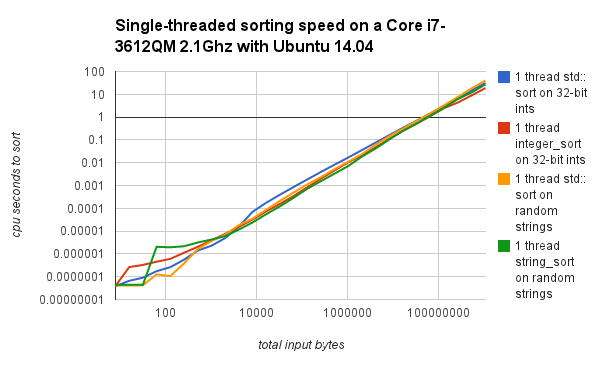 Single-threaded sorting speed on a Core i7-
3612QM 2.1Ghz with Ubuntu 14.04
100
10
1
0.1
0.01
0.001
0.0001
0.00001
0.000001
0.0000001
0.00000001
cpu seconds to sort
100
10000
1000000
100000000
total input bytes
1 thread std::
sort on 32-bit
ints
1 thread
integer_sort
on 32-bit ints
1 thread std::
sort on
random
strings
1 thread
string_sort
on random
strings